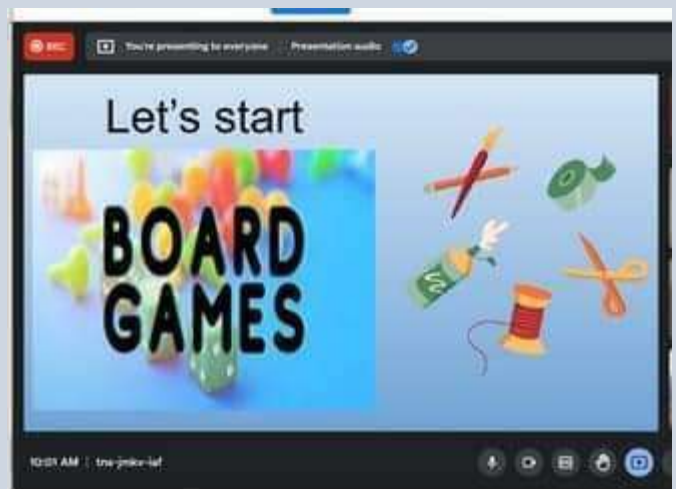 REC You're presenting to everyone Presentation audio
Let's start
BOARD
GAMES
10:01 AM